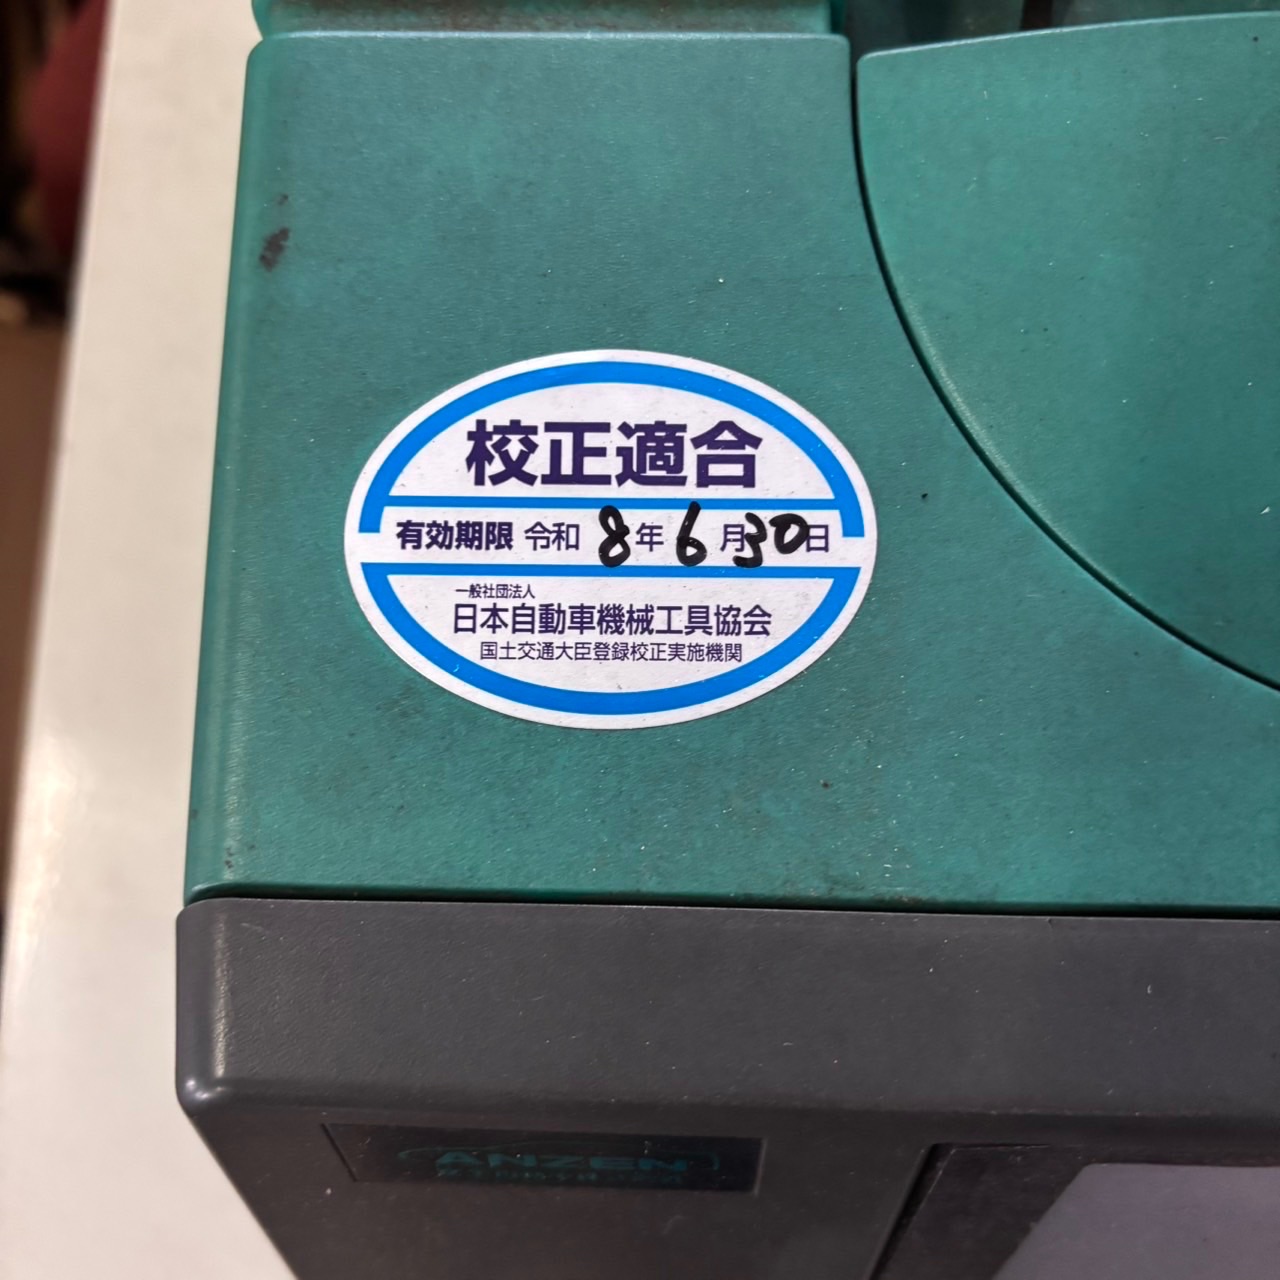 校正適合
有効期限 令和 8年 6月30日
一般社団法人
日本自動車機械工具協会
国土交通大臣登録校正実施機関
ANZEN